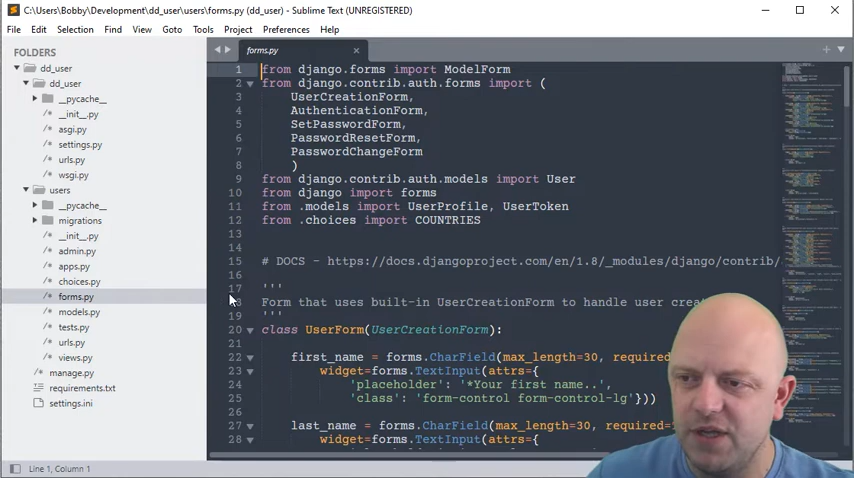 C:\Users\Bobby\Development\dd_user\users\forms.py (dd_user) - Sublime Text (UNREGISTERED)
File Edit Selection Find View Goto Tools Project Preferences Help
FOLDERS
dd_user
dd_user
__pycache__
__init__.py
asgi.py
settings.py
urls.py
wsgi.py
users
__pycache__
migrations
__init__.py
admin.py
apps.py
choices.py
forms.py
models.py
tests.py
urls.py
views.py
manage.py
requirements.txt
settings.ini
forms.py
1 from django.forms import ModelForm
2 from django.contrib.auth.forms import (
3 UserCreationForm,
4 AuthenticationForm,
5 SetPasswordForm,
6 PasswordResetForm,
7 PasswordChangeForm
8 )
9 from django.contrib.auth.models import User
10 from django import forms
11 from .models import UserProfile, UserToken
12 from .choices import COUNTRIES
13
14
15 # DOCS - https://docs.djangoproject.com/en/1.8/_modules/django/contrib/
16
17 '''
18 Form that uses built-in UserCreationForm to handle user
19 '''
20 class UserForm(UserCreationForm):
21
22 first_name = forms.CharField(max_length=30, required=
23 widget=forms.TextInput(attrs={
24 'placeholder': '*Your first name..',
25 'class': 'form-control form-control-lg'}))
26
27 last_name = forms.CharField(max_length=30, required=
28 widget=forms.TextInput(attrs={
Line 1, Column 1